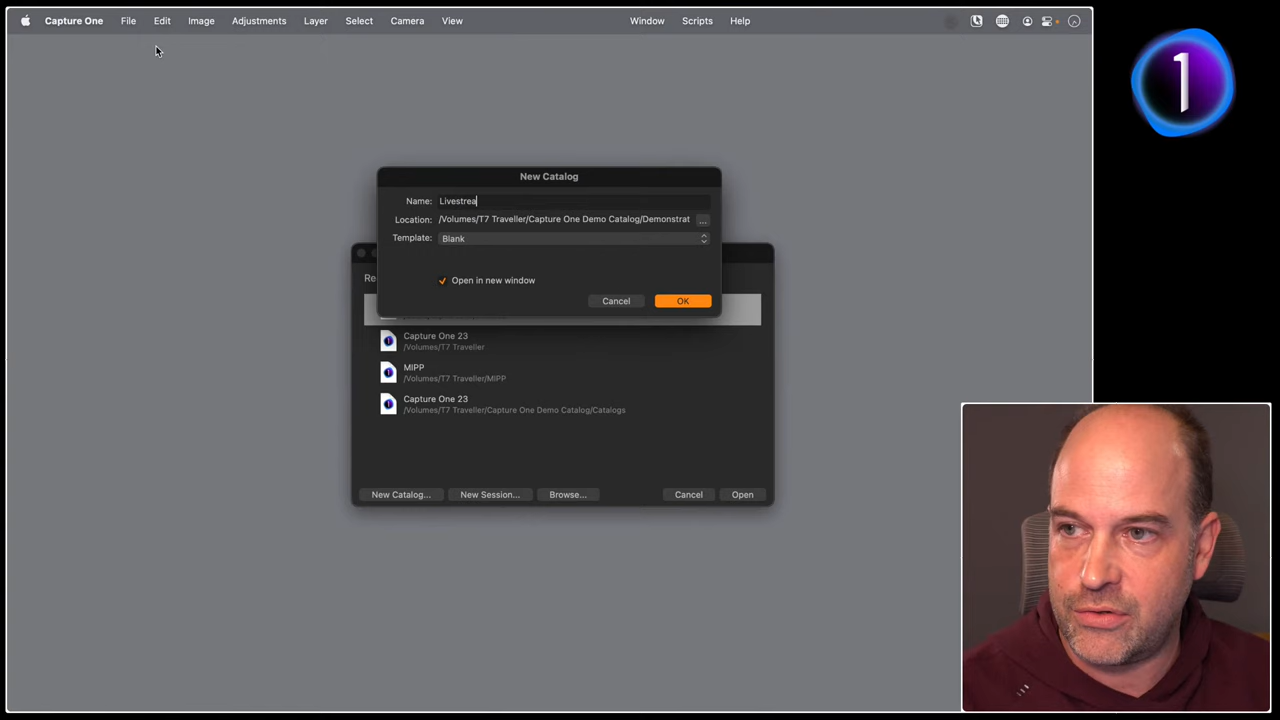 Capture One File Edit Image Adjustments Layer Select Camera View Window Scripts Help
New Catalog
Name: Livestrea
Location: /Volumes/T7 Traveller/Capture One Demo Catalog/Demonstrat ...
Template: Blank
Open in new window
Cancel OK
Re
Capture One 23
/Volumes/T7 Traveller
MIPP
/Volumes/T7 Traveller/MIPP
Capture One 23
/Volumes/T7 Traveller/Capture One Demo Catalog/Catalogs
New Catalog... New Session... Browse... Cancel Open
1